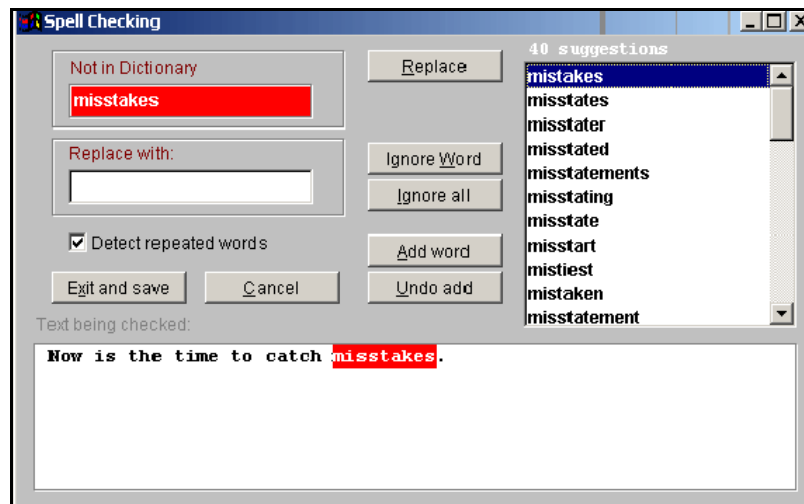 Spell Checking
Not in Dictionary
misstakes
Replace with:
Detect repeated words
Exit and save
Cancel
Replace
Ignore Word
Ignore all
Add word
Undo add
40 suggestions
mistakes
misstates
misstater
misstated
misstatements
misstating
misstate
misstart
mistiest
mistaken
misstatement
Text being checked:
Now is the time to catch misstakes.